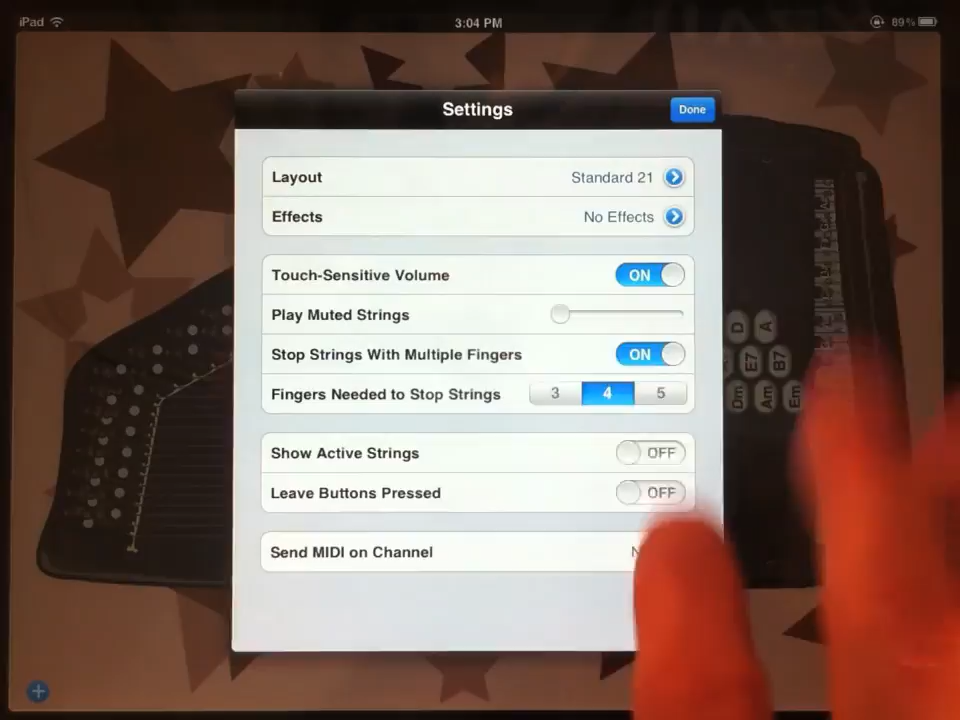 iPad
3:04 PM
89%
Settings
Done
Layout
Standard 21
Effects
No Effects
Touch-Sensitive Volume
ON
Play Muted Strings
Stop Strings With Multiple Fingers
ON
Fingers Needed to Stop Strings
3 4 5
Show Active Strings
OFF
Leave Buttons Pressed
OFF
Send MIDI on Channel
D A
E7 B7
Dm Am Em